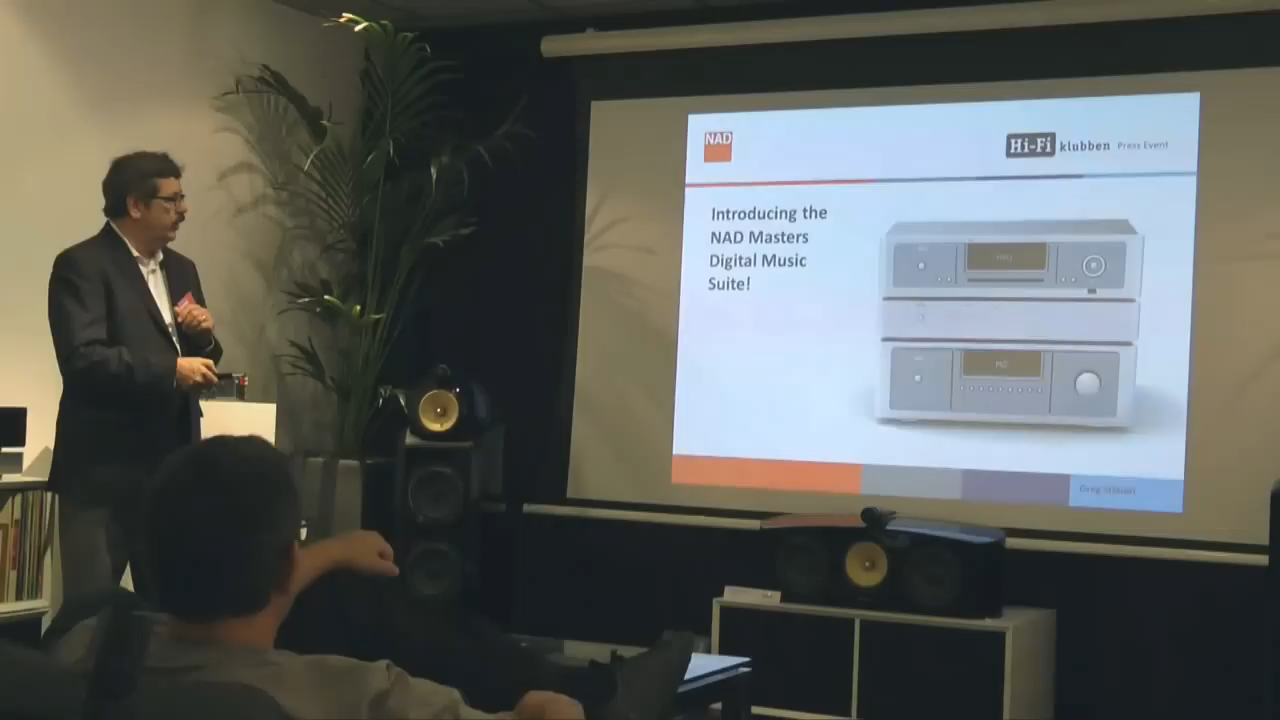 NAD
Hi-Fi klubben Press Event
Introducing the
NAD Masters
Digital Music
Suite!